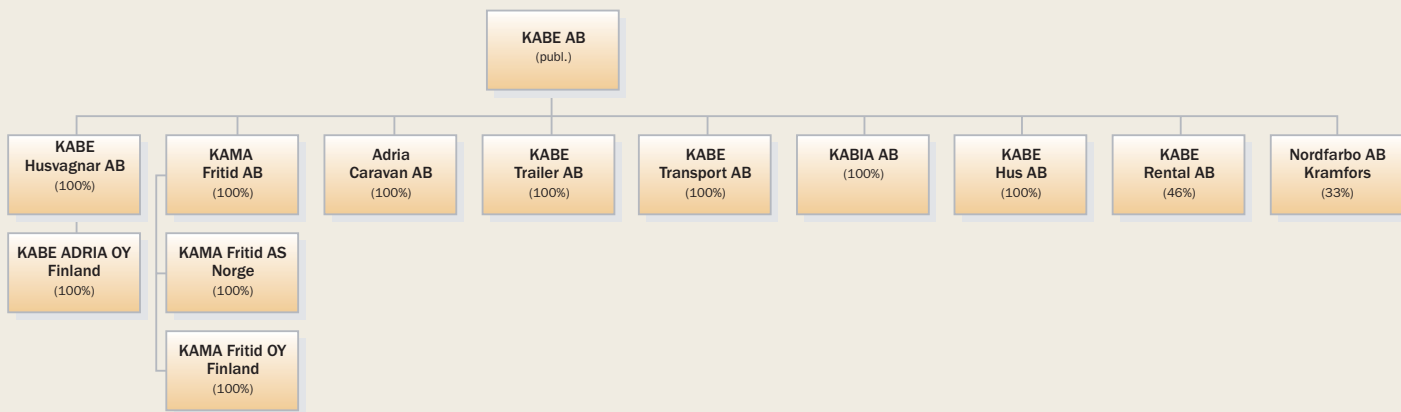 KABE AB
(publ.)
KABE
Husvagnar AB
(100%)
KAMA
Fritid AB
(100%)
Adria
Caravan AB
(100%)
KABE
Trailer AB
(100%)
KABE
Transport AB
(100%)
KABIA AB
(100%)
KABE
Hus AB
(100%)
KABE
Rental AB
(46%)
Nordfarbo AB
Kramfors
(33%)
KABE ADRIA OY
Finland
(100%)
KAMA Fritid AS
Norge
(100%)
KAMA Fritid OY
Finland
(100%)